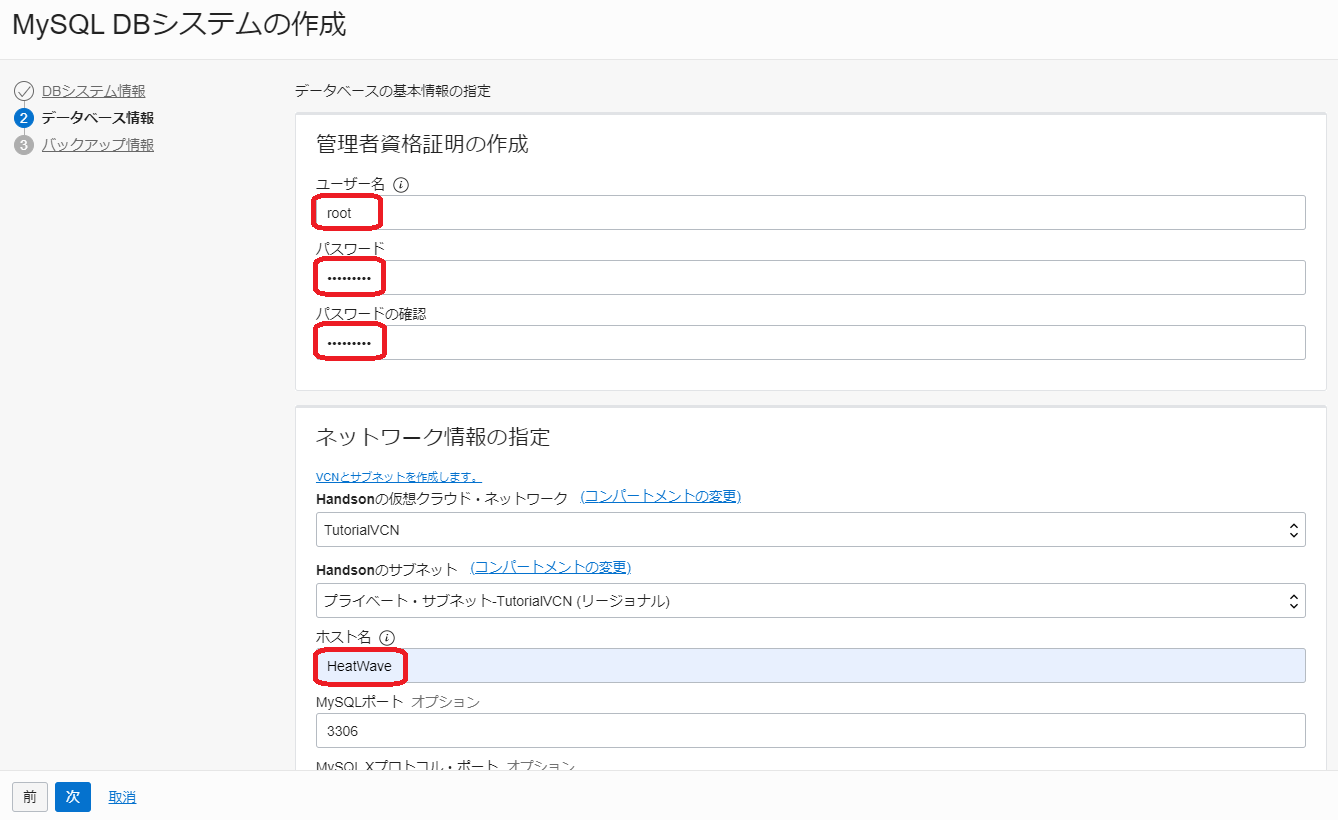 MySQL DBシステムの作成
DBシステム情報
2 データベース情報
3 バックアップ情報
データベースの基本情報の指定
管理者資格証明の作成
ユーザー名 i
root
パスワード
•••••••••
パスワードの確認
•••••••••
ネットワーク情報の指定
VCNとサブネットを作成します。
Handsonの仮想クラウド・ネットワーク (コンパートメントの変更)
TutorialVCN
Handsonのサブネット (コンパートメントの変更)
プライベート・サブネット-TutorialVCN (リージョナル)
ホスト名 i
HeatWave
MySQLポート オプション
3306
MySQL Xプロトコル・ポート オプション
前 次 取消